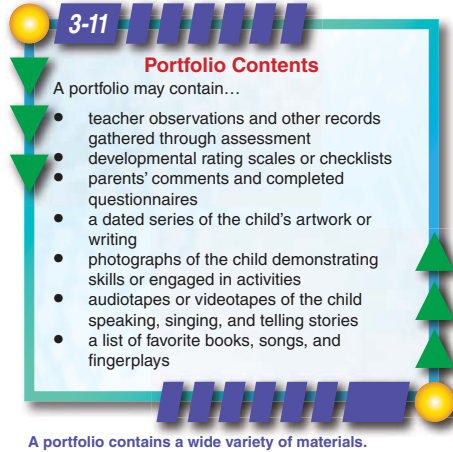 3-11
Portfolio Contents
A portfolio may contain…
• teacher observations and other records
gathered through assessment
• developmental rating scales or checklists
• parents’ comments and completed
questionnaires
• a dated series of the child’s artwork or
writing
• photographs of the child demonstrating
skills or engaged in activities
• audiotapes or videotapes of the child
speaking, singing, and telling stories
• a list of favorite books, songs, and
fingerplays
A portfolio contains a wide variety of materials.